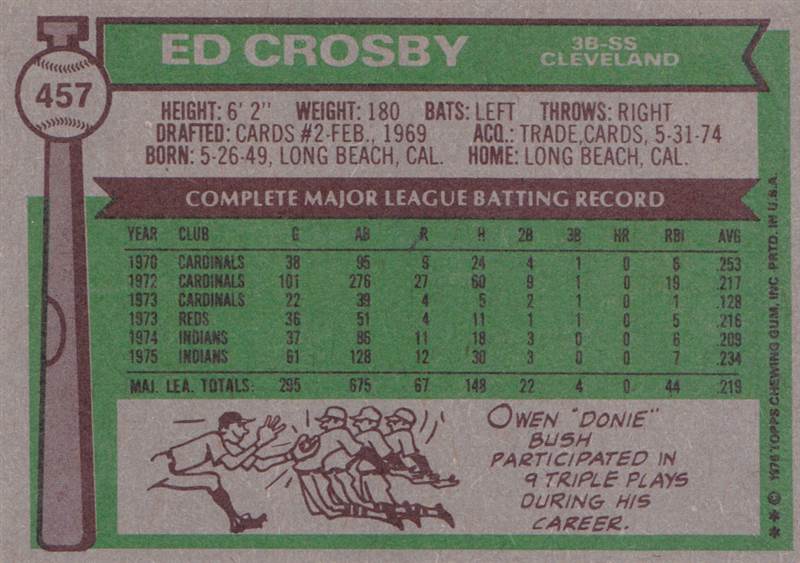 ED CROSBY
3B-SS
CLEVELAND
457
HEIGHT: 6' 2" WEIGHT: 180 BATS: LEFT THROWS: RIGHT
DRAFTED: CARDS #2-FEB., 1969 ACQ.: TRADE, CARDS, 5-31-74
BORN: 5-26-49, LONG BEACH, CAL. HOME: LONG BEACH, CAL.
COMPLETE MAJOR LEAGUE BATTING RECORD
YEAR CLUB G AB R H 2B 3B HR RBI AVG
1970 CARDINALS 38 95 9 24 4 1 0 6 .253
1972 CARDINALS 101 276 27 60 9 1 0 19 .217
1973 CARDINALS 22 39 4 5 2 1 0 1 .128
1973 REDS 36 51 4 11 1 1 0 5 .216
1974 INDIANS 37 86 11 18 3 0 0 6 .209
1975 INDIANS 61 128 12 30 3 0 0 7 .234
MAJ. LEA. TOTALS: 295 675 67 148 22 4 0 44 .219
OWEN "DONIE"
BUSH
PARTICIPATED IN
9 TRIPLE PLAYS
DURING HIS
CAREER.
** © 1976 TOPPS CHEWING GUM, INC. PRTD. IN U.S.A.